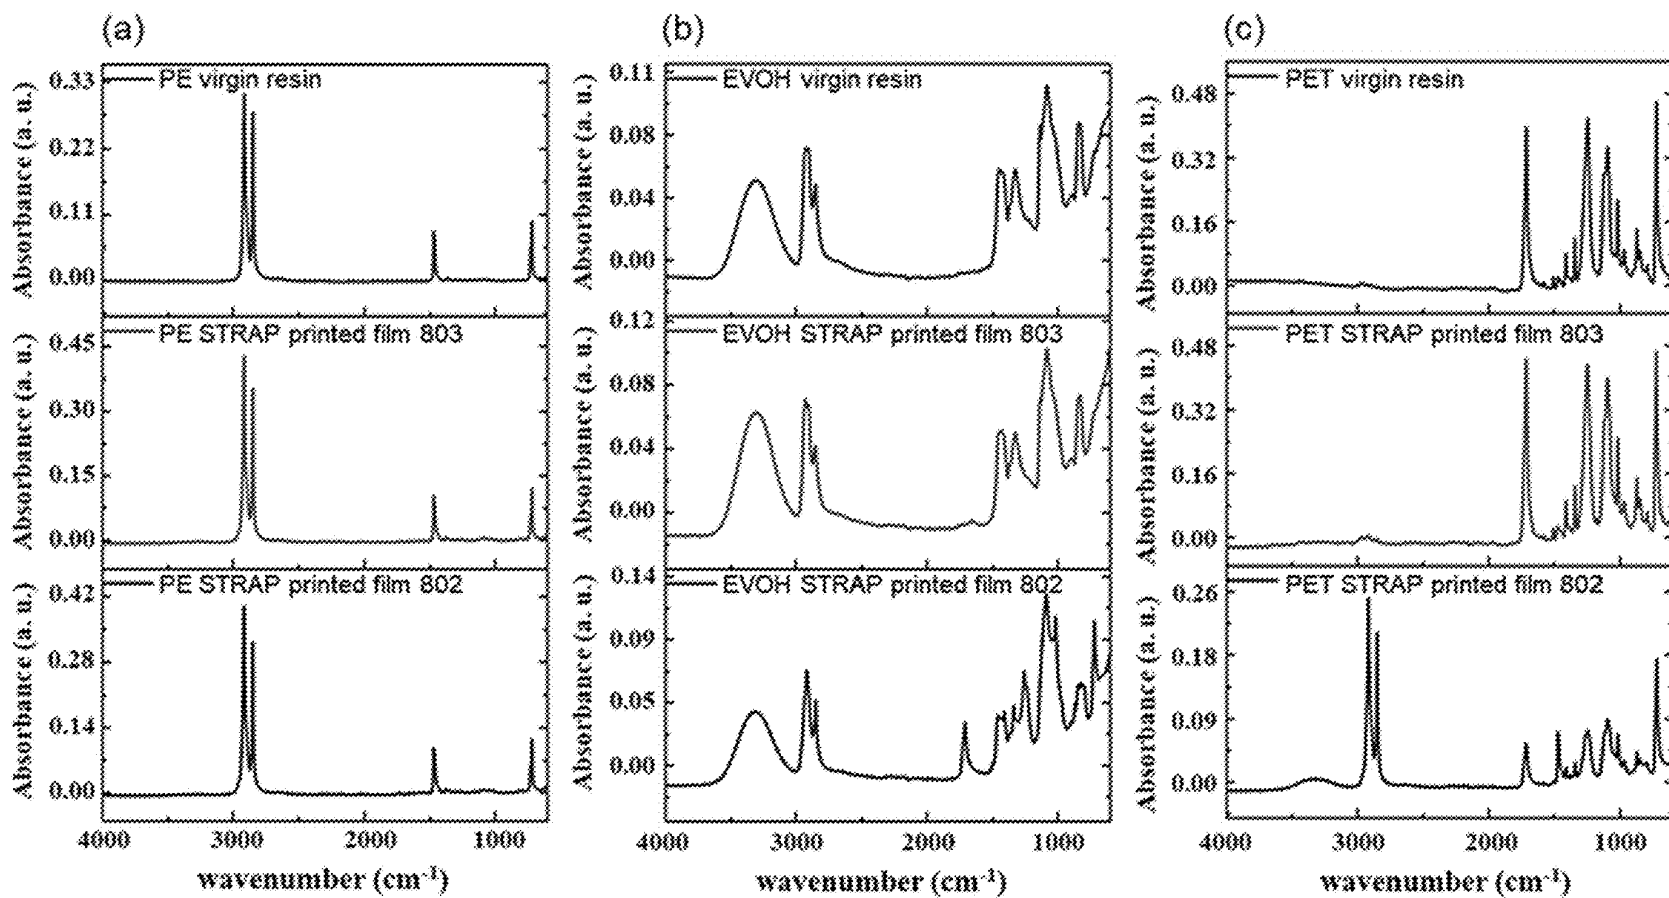 (a)
PE virgin resin
Absorbance (a. u.)
0.33
0.22
0.11
0.00
PE STRAP printed film 803
Absorbance (a. u.)
0.45
0.30
0.15
0.00
PE STRAP printed film 802
Absorbance (a. u.)
0.42
0.28
0.14
0.00
4000 3000 2000 1000
wavenumber (cm-1)
(b)
EVOH virgin resin
Absorbance (a. u.)
0.11
0.08
0.04
0.00
EVOH STRAP printed film 803
Absorbance (a. u.)
0.12
0.08
0.04
0.00
EVOH STRAP printed film 802
Absorbance (a. u.)
0.14
0.09
0.05
0.00
4000 3000 2000 1000
wavenumber (cm-1)
(c)
PET virgin resin
Absorbance (a. u.)
0.48
0.32
0.16
0.00
PET STRAP printed film 803
Absorbance (a. u.)
0.48
0.32
0.16
0.00
PET STRAP printed film 802
Absorbance (a. u.)
0.26
0.18
0.09
0.00
4000 3000 2000 1000
wavenumber (cm-1)